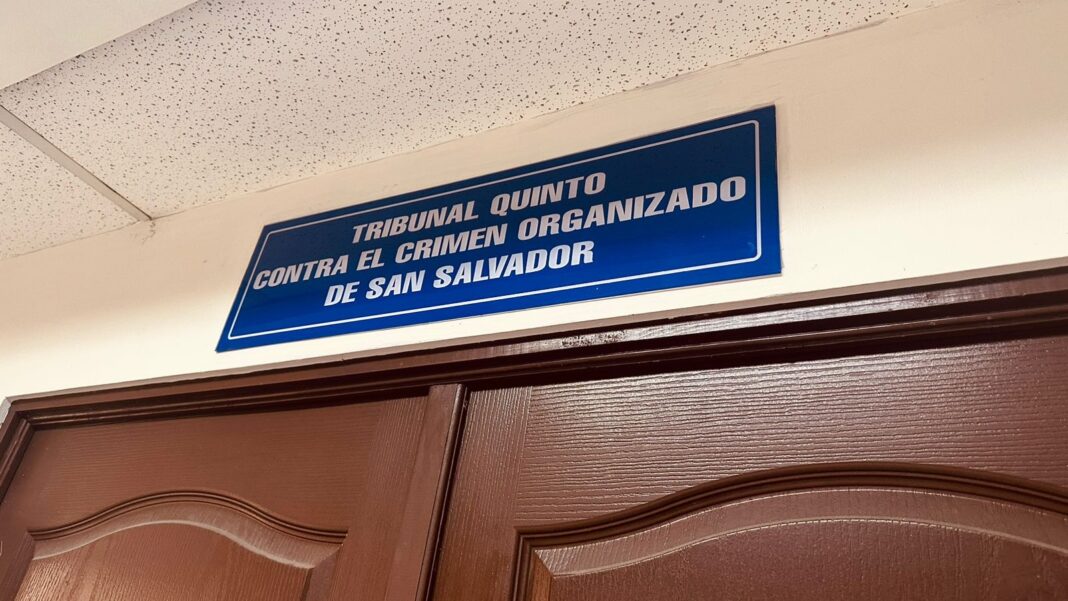 TRIBUNAL QUINTO
CONTRA EL CRIMEN ORGANIZADO
DE SAN SALVADOR